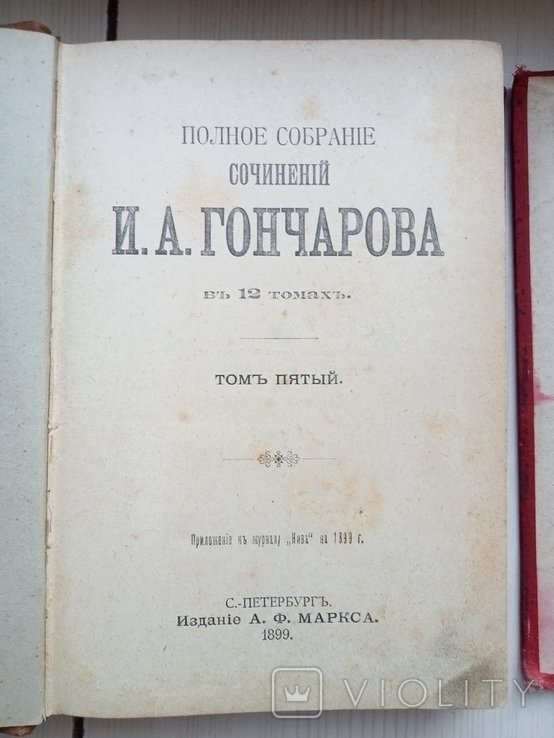 ПОЛНОЕ СОБРАНІЕ
СОЧИНЕНІЙ
И. А. ГОНЧАРОВА
въ 12 томахъ.
ТОМЪ ПЯТЫЙ.
Приложеніе къ журналу „Нива“ на 1899 г.
С.-ПЕТЕРБУРГЪ.
Изданіе А. Ф. МАРКСА.
1899.
VIOLITY